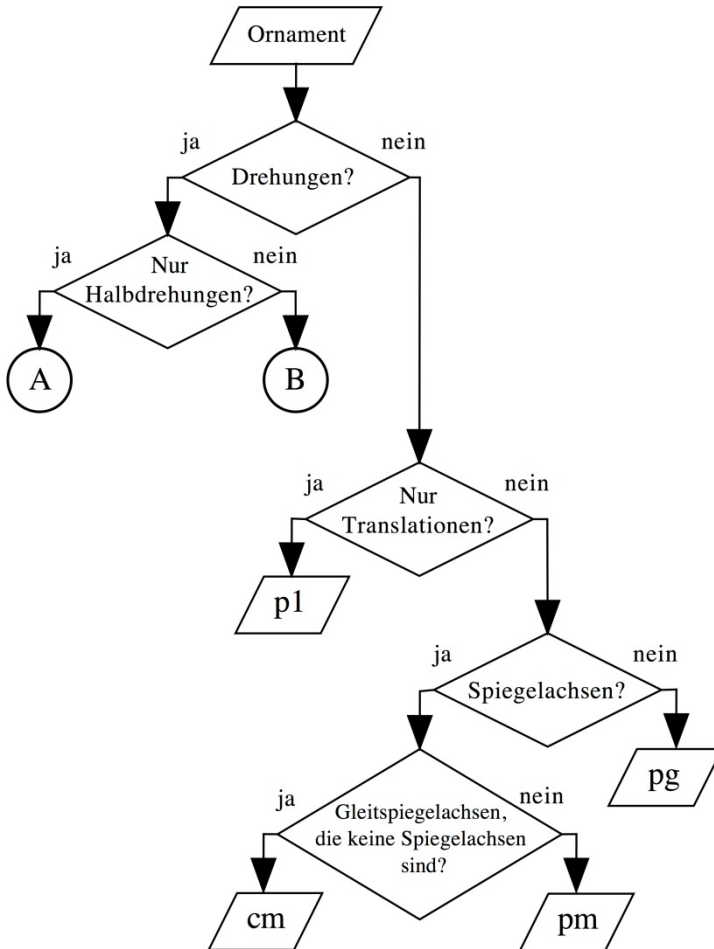 Ornament
ja
nein
Drehungen?
ja
nein
Nur
Halbdrehungen?
A
B
ja
nein
Nur
Translationen?
p1
ja
nein
Spiegelachsen?
pg
ja
nein
Gleitspiegelachsen,
die keine Spiegelachsen
sind?
cm
pm